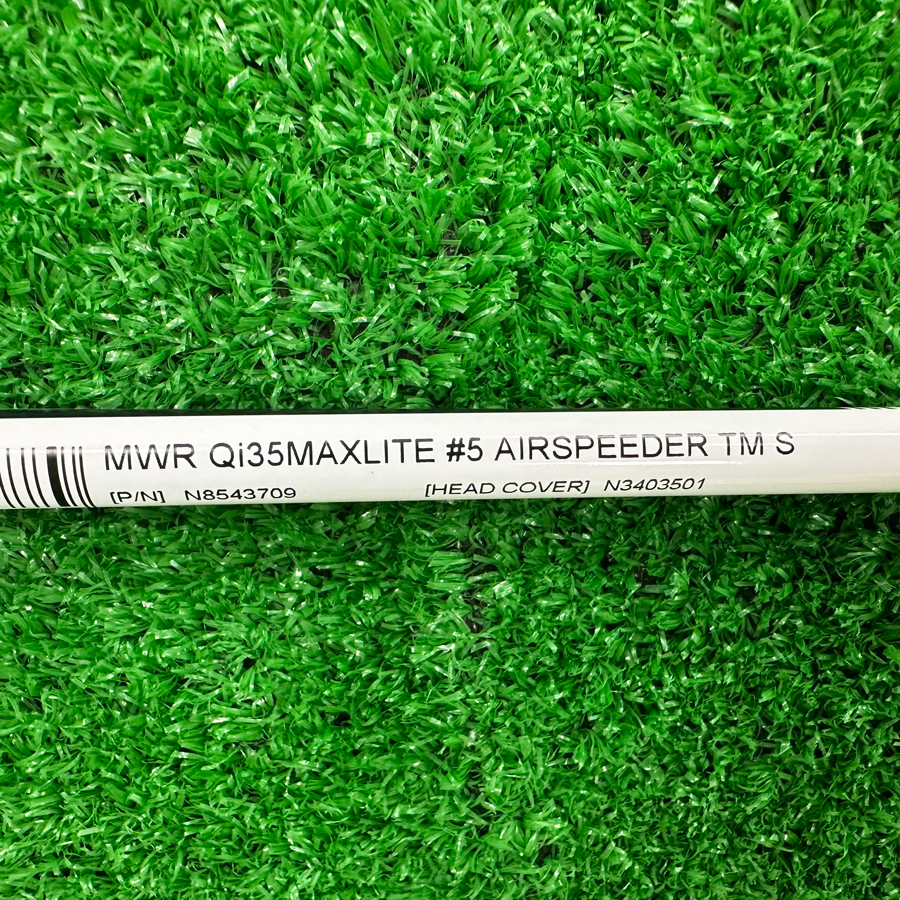 MWR Qi35MAXLITE #5 AIRSPEEDER TM S
[P/N] N8543709 [HEAD COVER] N3403501